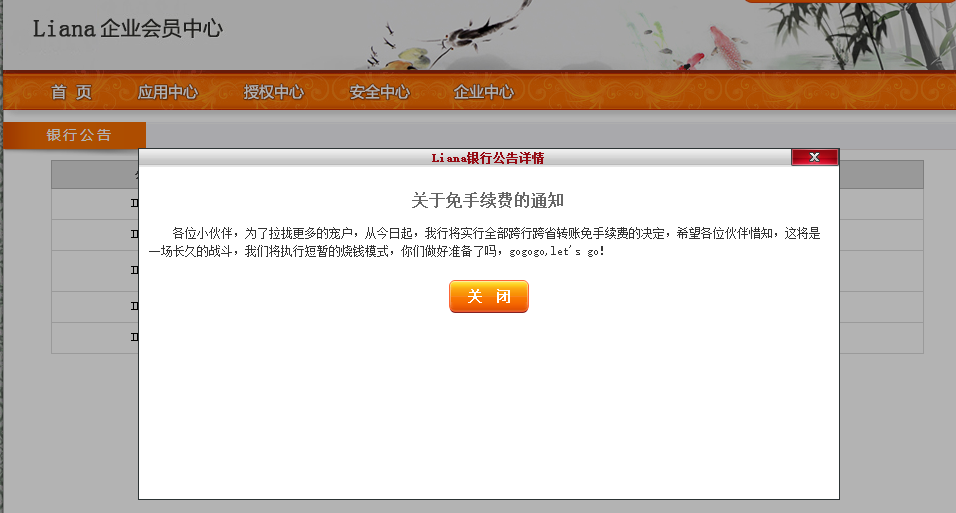 Liana 企业会员中心
首 页 应用中心 授权中心 安全中心 企业中心
银行公告
Liana银行公告详情
关于免手续费的通知
各位小伙伴，为了拉拢更多的宠户，从今日起，我行将实行全部跨行跨省转账免手续费的决定，希望各位伙伴惜知，这将是
一场长久的战斗，我们将执行短暂的烧钱模式，你们做好准备了吗，gogogo,let's go!
关 闭